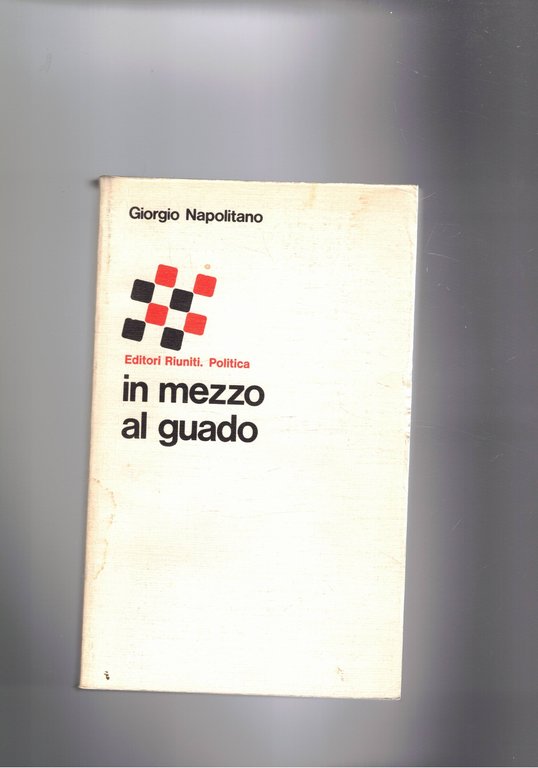 Giorgio Napolitano
Editori Riuniti. Politica
in mezzo
al guado